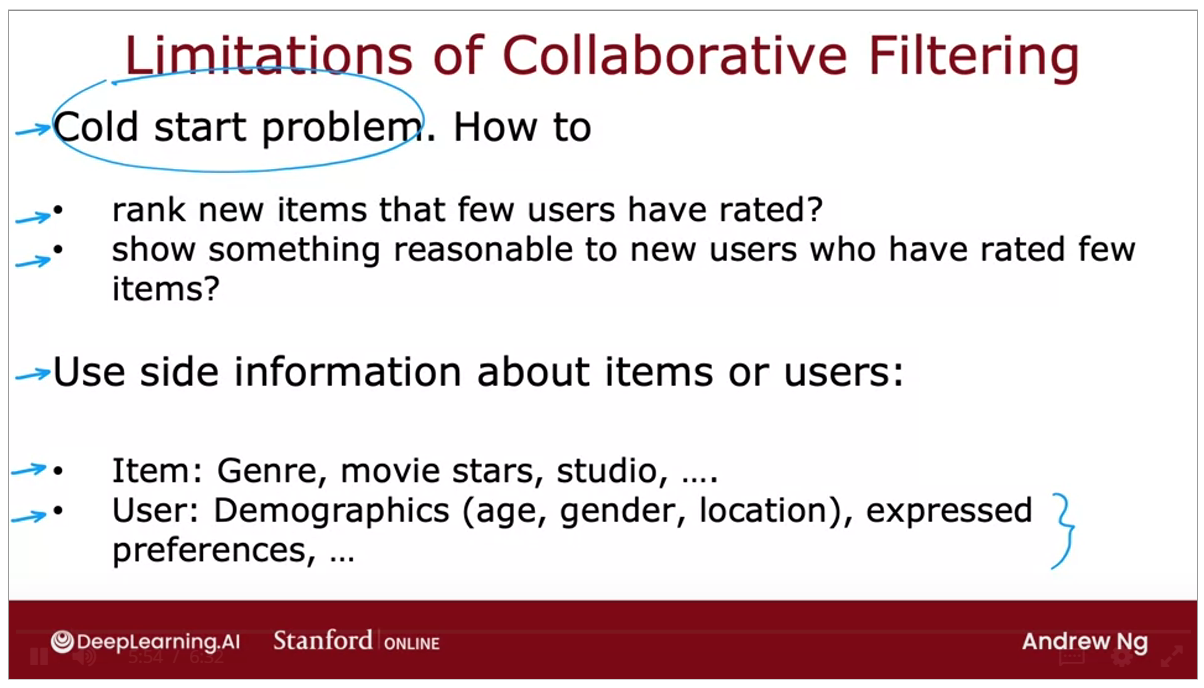 Limitations of Collaborative Filtering
Cold start problem. How to
• rank new items that few users have rated?
• show something reasonable to new users who have rated few
items?
Use side information about items or users:
• Item: Genre, movie stars, studio, ....
• User: Demographics (age, gender, location), expressed
preferences, ...
DeepLearning.AI Stanford ONLINE Andrew Ng
5:54 / 6:32